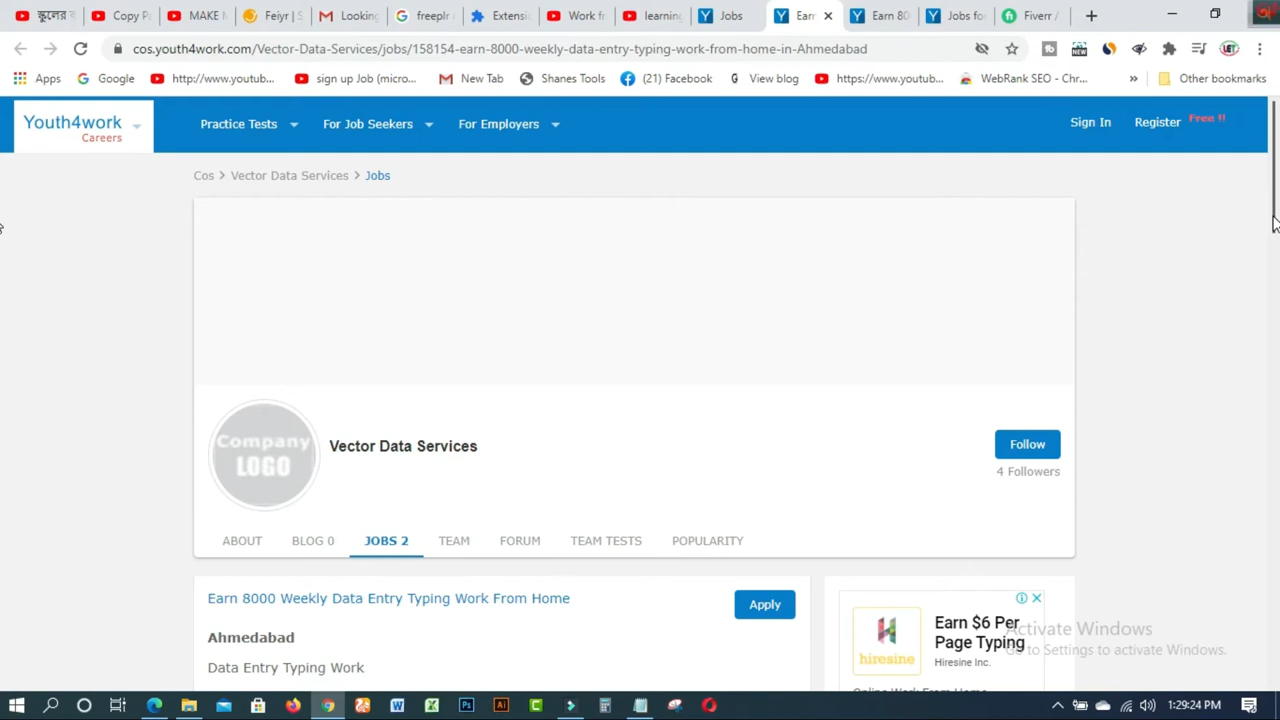 স্কুলের ব
Copy Pa
MAKE M
Feiyr | S
Looking
freeplr
Extensi
Work fr
learning
Jobs
Earn
Earn 80
Jobs for
Fiverr /
cos.youth4work.com/Vector-Data-Services/jobs/158154-earn-8000-weekly-data-entry-typing-work-from-home-in-Ahmedabad
Apps
Google
http://www.youtub...
sign up Job (micro...
New Tab
Shanes Tools
(21) Facebook
View blog
https://www.youtub...
WebRank SEO - Chr...
»
Other bookmarks
Youth4work
Careers
Practice Tests
For Job Seekers
For Employers
Sign In
Register Free !!
Cos > Vector Data Services > Jobs
Company
LOGO
Vector Data Services
Follow
4 Followers
ABOUT
BLOG 0
JOBS 2
TEAM
FORUM
TEAM TESTS
POPULARITY
Earn 8000 Weekly Data Entry Typing Work From Home
Apply
Ahmedabad
Data Entry Typing Work
Earn $6 Per
Page Typing
Hiresine Inc.
hiresine
Activate Windows
Go to Settings to activate Windows.
1:29:24 PM